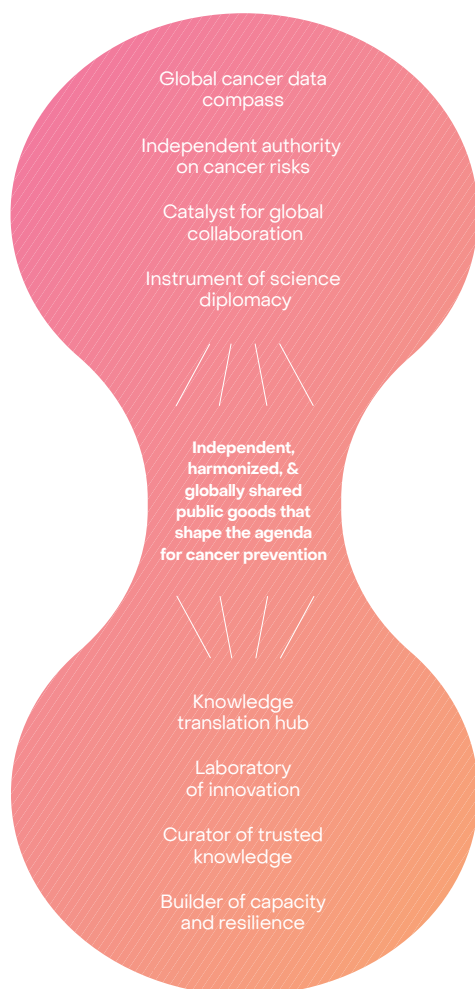 Global cancer data
compass
Independent authority
on cancer risks
Catalyst for global
collaboration
Instrument of science
diplomacy
Independent,
harmonized, &
globally shared
public goods that
shape the agenda
for cancer prevention
Knowledge
translation hub
Laboratory
of innovation
Curator of trusted
knowledge
Builder of capacity
and resilience